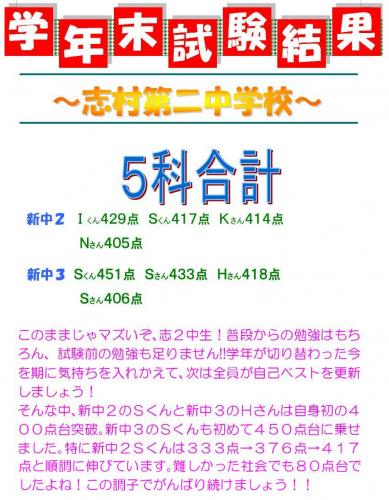 学年末試験結果
～志村第二中学校～
5科合計
新中2 Iくん429点 Sくん417点 Kさん414点
Nさん405点
新中3 Sくん451点 Sさん433点 Hさん418点
Sさん406点
このままじゃマズいぞ、志2中生!普段からの勉強はもち
ろん、試験前の勉強も足りません!!学年が切り替わった今
を期に気持ちを入れかえて、次は全員が自己ベストを更新
しましょう!
そんな中、新中2のSくんと新中3のHさんは自身初の4
00点台突破。新中3のSくんも初めて450点台に乗せ
ました。特に新中2Sくんは333点→376点→417
点と順調に伸びています。難しかった社会でも80点台で
したよね!この調子でがんばり続けましょう!!